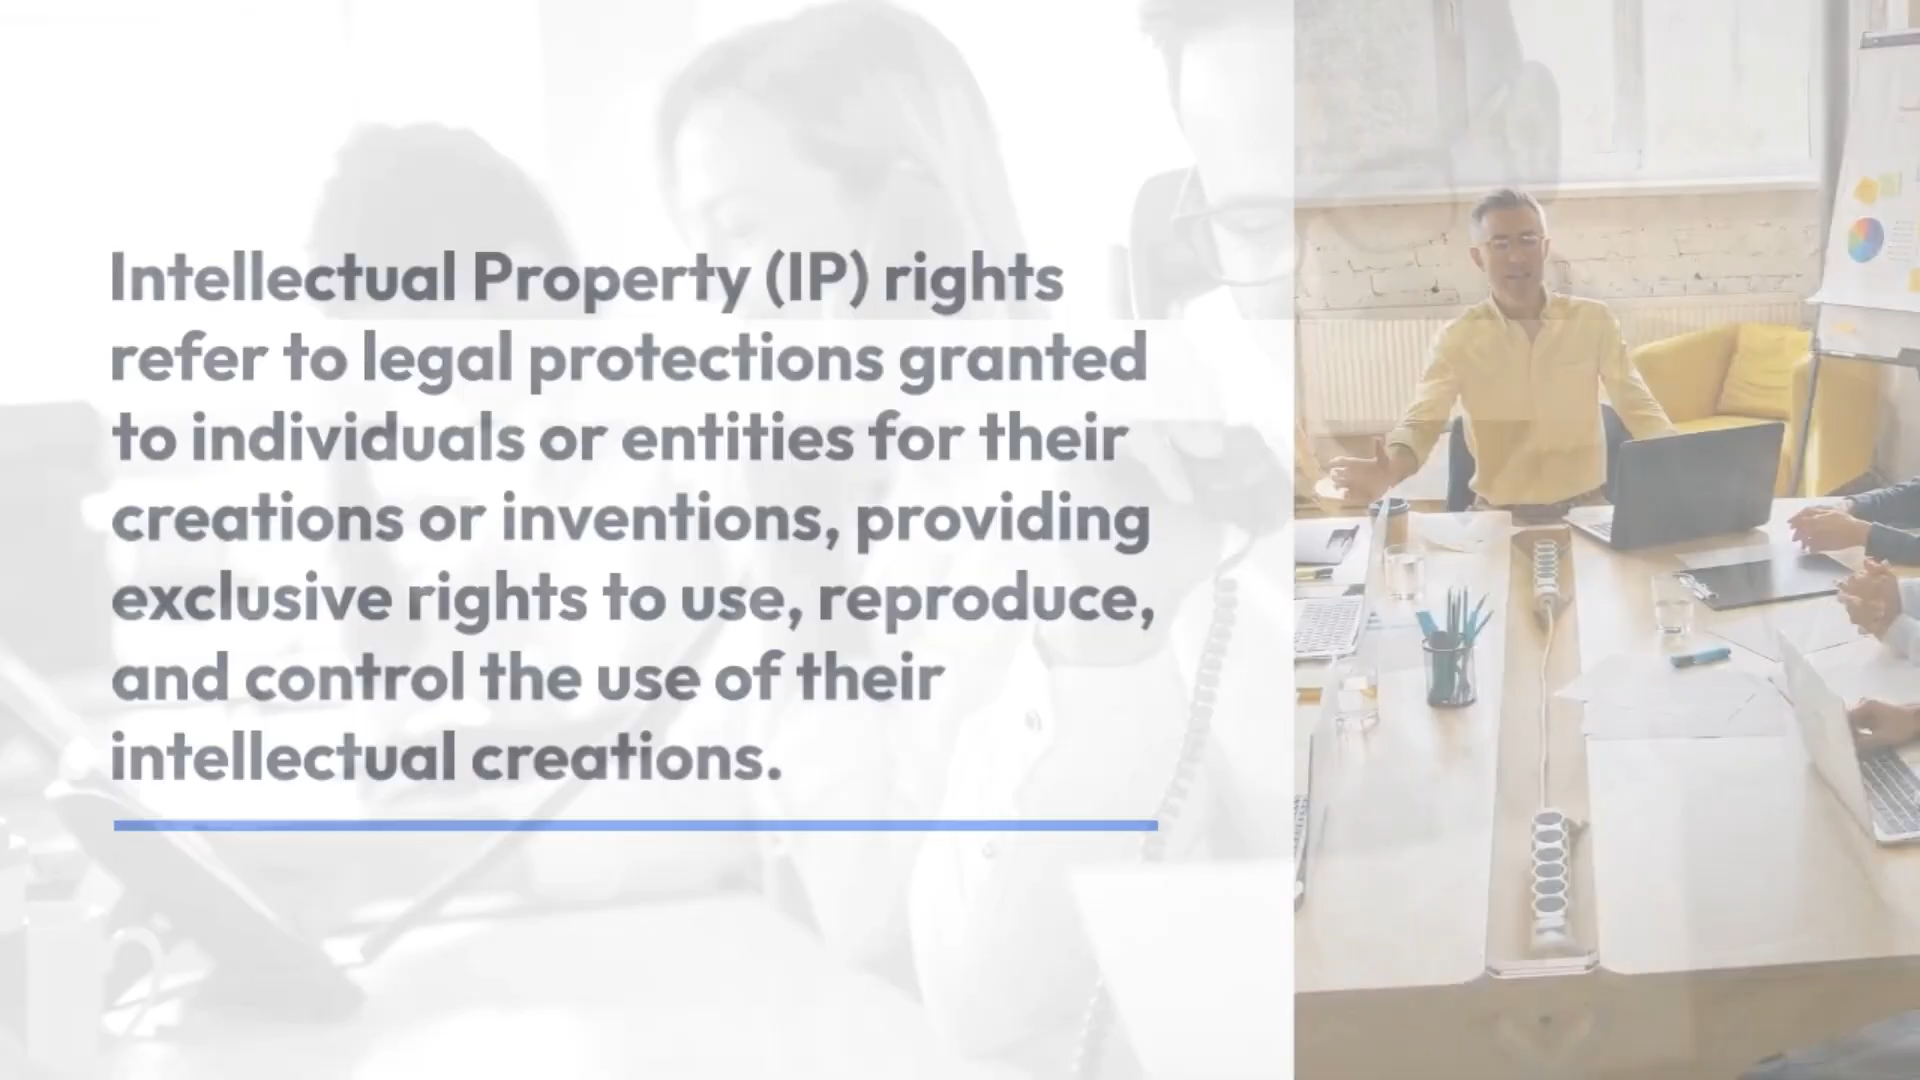 Intellectual Property (IP) rights
refer to legal protections granted
to individuals or entities for their
creations or inventions, providing
exclusive rights to use, reproduce,
and control the use of their
intellectual creations.